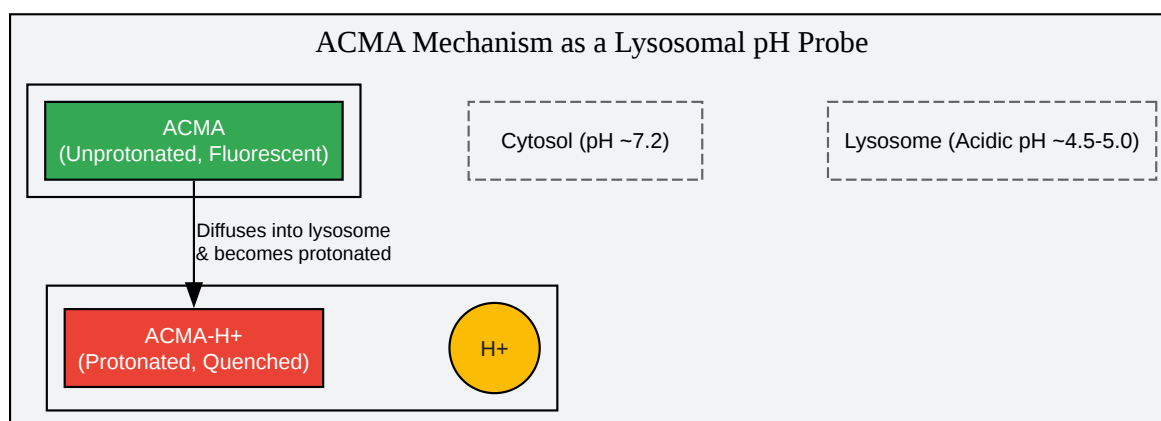 ACMA Mechanism as a Lysosomal pH Probe
ACMA
(Unprotonated, Fluorescent)
Cytosol (pH ~7.2)
Lysosome (Acidic pH ~4.5-5.0)
Diffuses into lysosome
& becomes protonated
ACMA-H+
(Protonated, Quenched)
H+